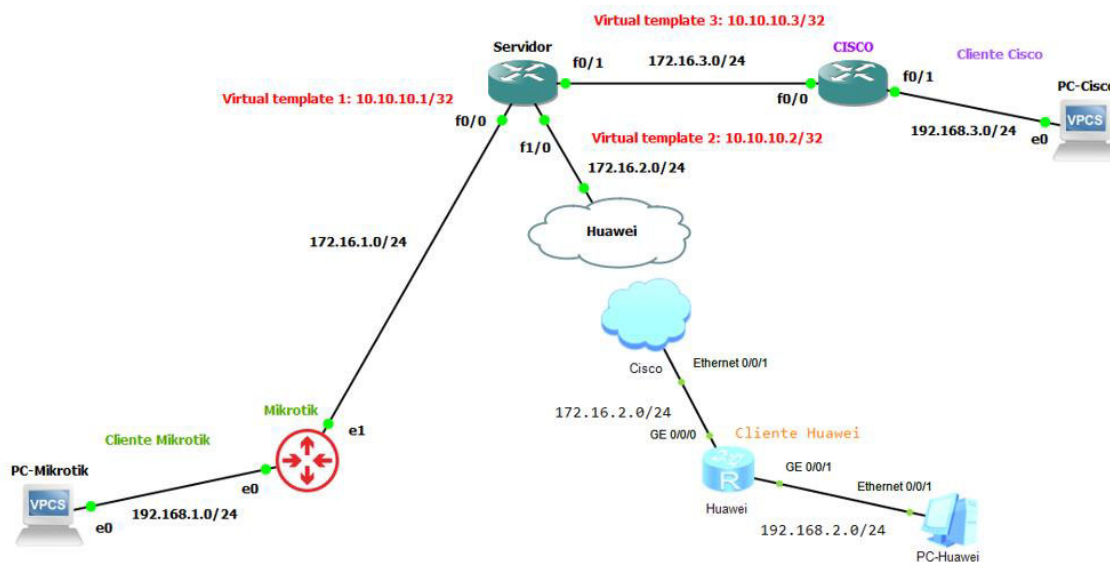 Virtual template 3: 10.10.10.3/32
Servidor
CISCO
Cliente Cisco
f0/1
172.16.3.0/24
f0/1
PC-Cisco
Virtual template 1: 10.10.10.1/32
f0/0
f0/0
VPCS
f1/0
Virtual template 2: 10.10.10.2/32
192.168.3.0/24
e0
172.16.2.0/24
Huawei
172.16.1.0/24
Cisco
Ethernet 0/0/1
172.16.2.0/24
Mikrotik
GE 0/0/0
Cliente Huawei
Cliente Mikrotik
e1
PC-Mikrotik
R
GE 0/0/1
e0
Ethernet 0/0/1
VPCS
Huawei
e0
192.168.1.0/24
192.168.2.0/24
PC-Huawei